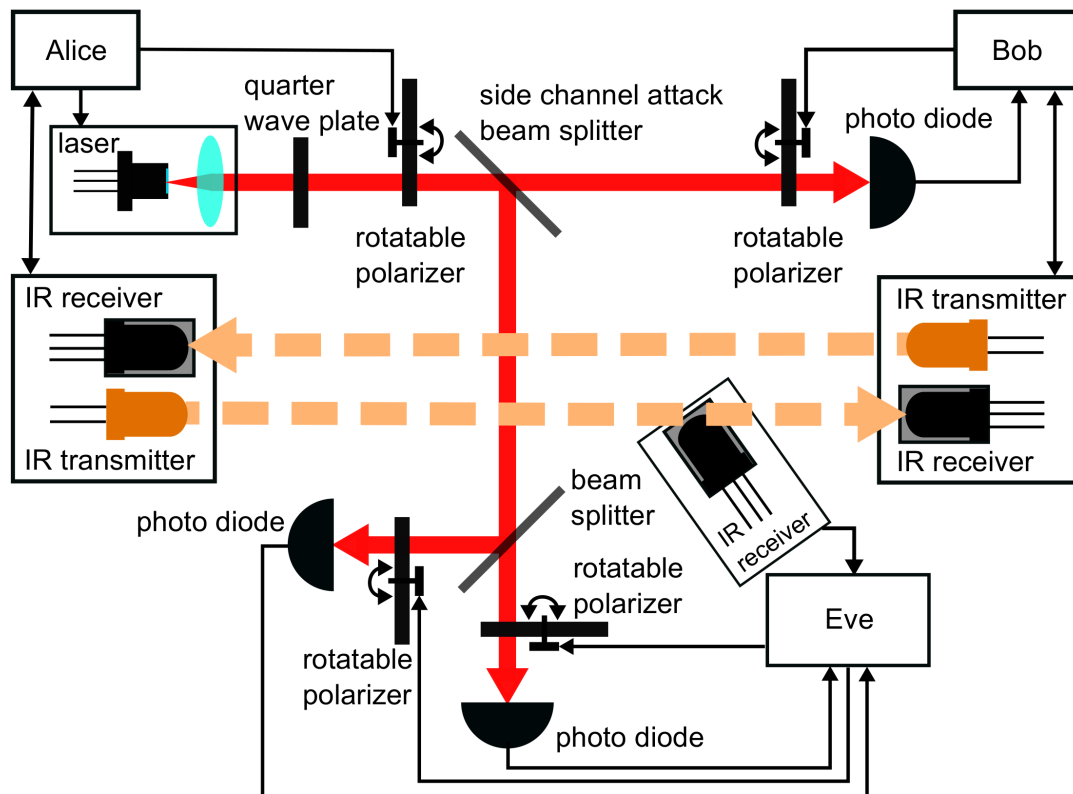 Alice
Bob
quarter
wave plate
side channel attack
beam splitter
photo diode
laser
rotatable
polarizer
rotatable
polarizer
IR receiver
IR transmitter
IR transmitter
IR receiver
beam
splitter
photo diode
IR
receiver
rotatable
polarizer
Eve
rotatable
polarizer
photo diode